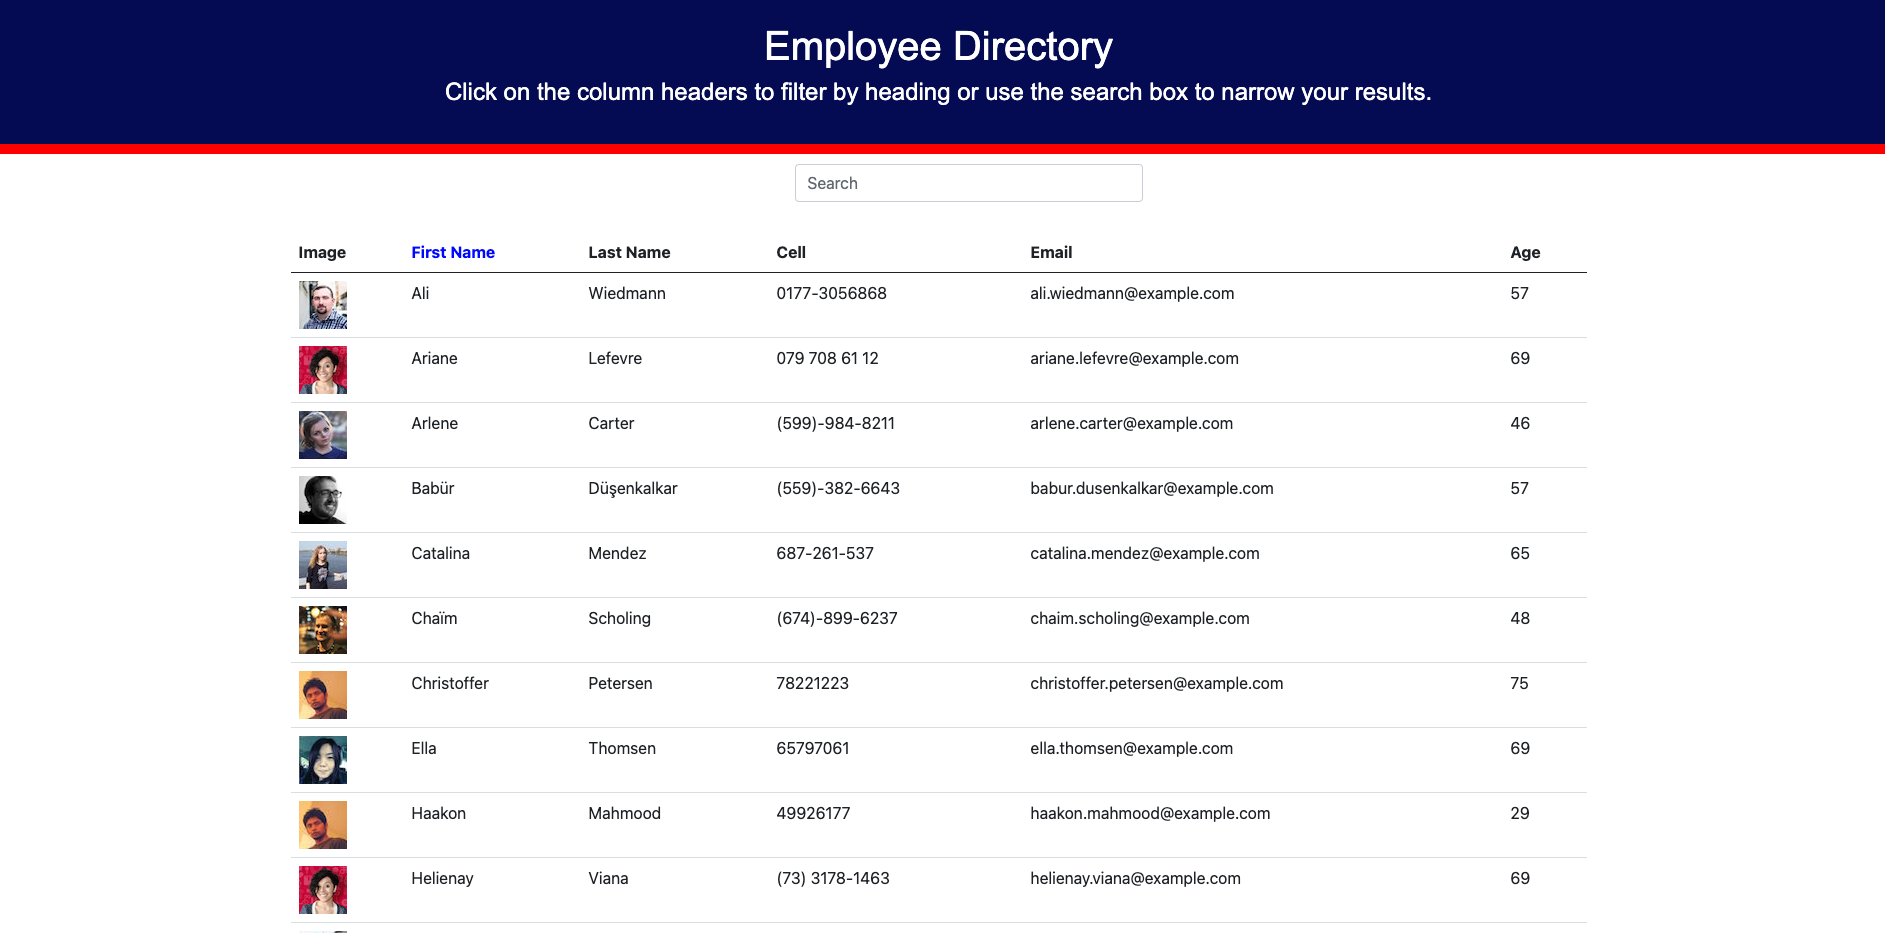 Employee Directory
Click on the column headers to filter by heading or use the search box to narrow your results.
Search
Image First Name Last Name Cell Email Age
Ali Wiedmann 0177-3056868 ali.wiedmann@example.com 57
Ariane Lefevre 079 708 61 12 ariane.lefevre@example.com 69
Arlene Carter (599)-984-8211 arlene.carter@example.com 46
Babür Düşenkalkar (559)-382-6643 babur.dusenkalkar@example.com 57
Catalina Mendez 687-261-537 catalina.mendez@example.com 65
Chaïm Scholing (674)-899-6237 chaim.scholing@example.com 48
Christoffer Petersen 78221223 christoffer.petersen@example.com 75
Ella Thomsen 65797061 ella.thomsen@example.com 69
Haakon Mahmood 49926177 haakon.mahmood@example.com 29
Helienay Viana (73) 3178-1463 helienay.viana@example.com 69